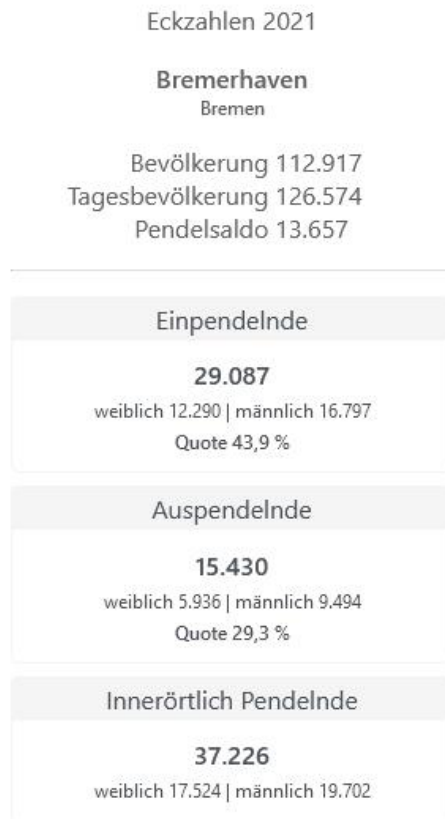 Eckzahlen 2021
Bremerhaven
Bremen
Bevölkerung 112.917
Tagesbevölkerung 126.574
Pendelsaldo 13.657
Einpendelnde
29.087
weiblich 12.290 | männlich 16.797
Quote 43,9 %
Auspendelnde
15.430
weiblich 5.936 | männlich 9.494
Quote 29,3 %
Innerörtlich Pendelnde
37.226
weiblich 17.524 | männlich 19.702